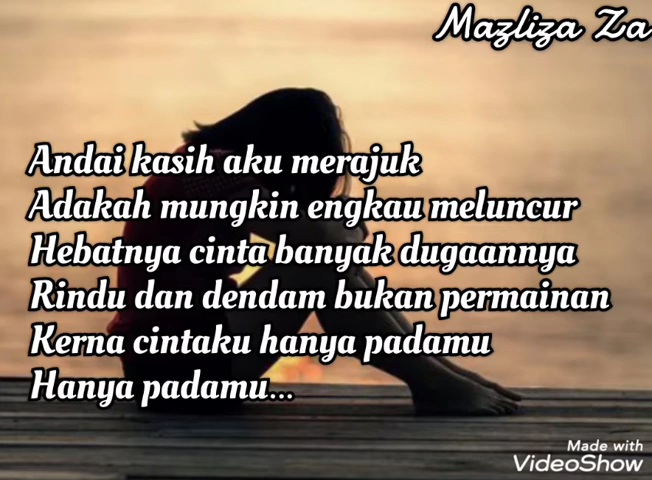 Mazliza Za
Andai kasih aku merajuk
Adakah mungkin engkau meluncur
Hebatnya cinta banyak dugaannya
Rindu dan dendam bukan permainan
Kerna cintaku hanya padamu
Hanya padamu...
Made with
VideoShow